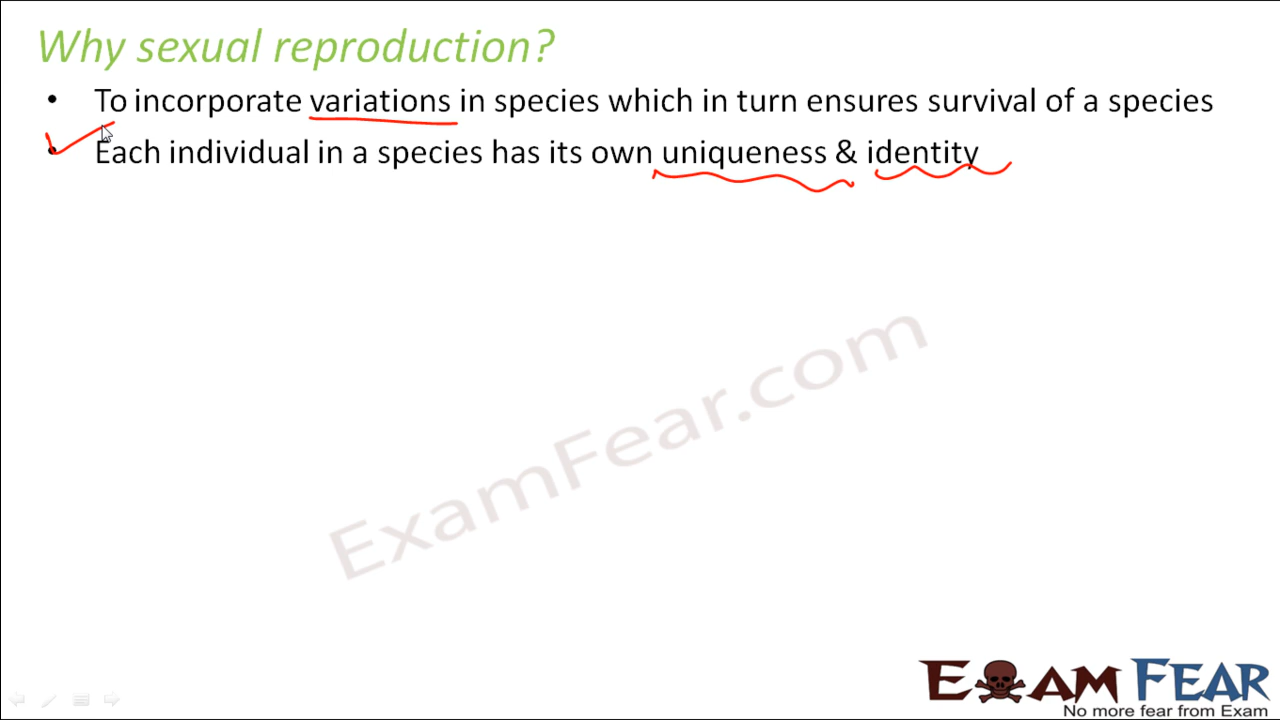 Why sexual reproduction?
• To incorporate variations in species which in turn ensures survival of a species
• Each individual in a species has its own uniqueness & identity
ExamFear.com
EXAM FEAR
No more fear from Exam